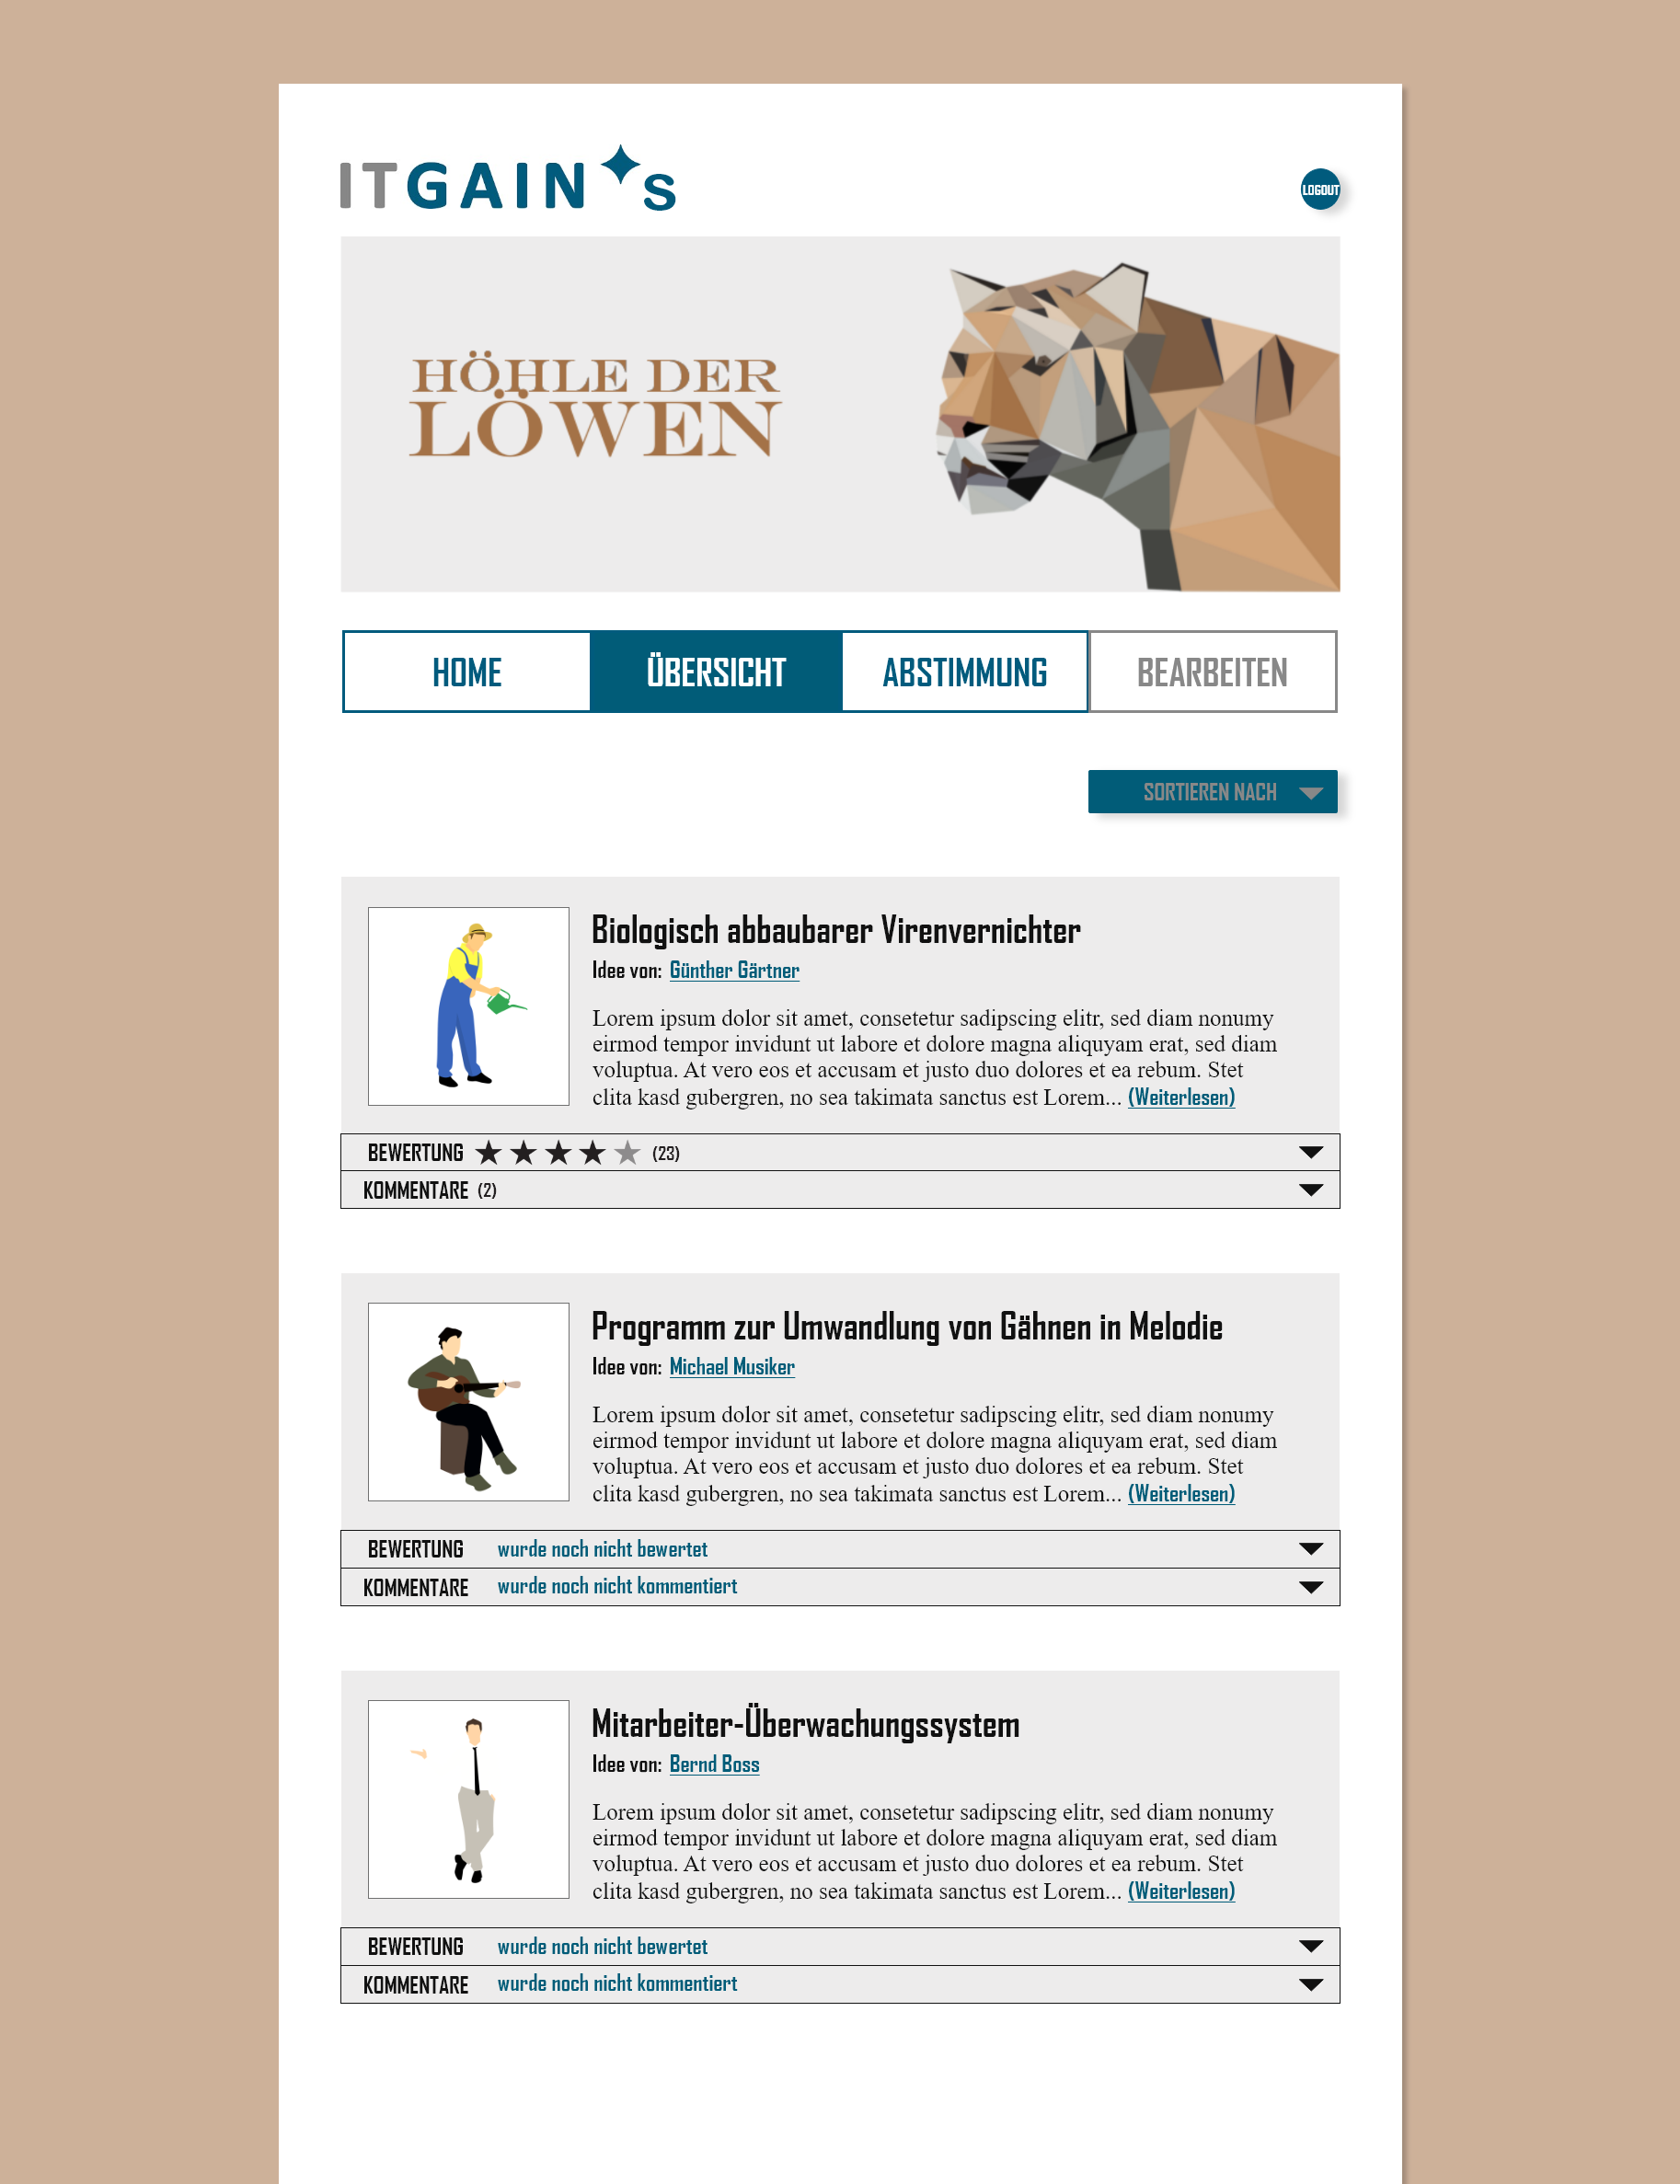 ITGAIN's
LOGOUT
HÖHLE DER
LÖWEN
HOME ÜBERSICHT ABSTIMMUNG BEARBEITEN
SORTIEREN NACH
Biologisch abbaubarer Virenvernichter
Idee von: Günther Gärtner
Lorem ipsum dolor sit amet, consetetur sadipscing elitr, sed diam nonumy
eirmod tempor invidunt ut labore et dolore magna aliquyam erat, sed diam
voluptua. At vero eos et accusam et justo duo dolores et ea rebum. Stet
clita kasd gubergren, no sea takimata sanctus est Lorem... (Weiterlesen)
BEWERTUNG ★ ★ ★ ★ ★ (23)
KOMMENTARE (2)
Programm zur Umwandlung von Gähnen in Melodie
Idee von: Michael Musiker
Lorem ipsum dolor sit amet, consetetur sadipscing elitr, sed diam nonumy
eirmod tempor invidunt ut labore et dolore magna aliquyam erat, sed diam
voluptua. At vero eos et accusam et justo duo dolores et ea rebum. Stet
clita kasd gubergren, no sea takimata sanctus est Lorem... (Weiterlesen)
BEWERTUNG wurde noch nicht bewertet
KOMMENTARE wurde noch nicht kommentiert
Mitarbeiter-Überwachungssystem
Idee von: Bernd Boss
Lorem ipsum dolor sit amet, consetetur sadipscing elitr, sed diam nonumy
eirmod tempor invidunt ut labore et dolore magna aliquyam erat, sed diam
voluptua. At vero eos et accusam et justo duo dolores et ea rebum. Stet
clita kasd gubergren, no sea takimata sanctus est Lorem... (Weiterlesen)
BEWERTUNG wurde noch nicht bewertet
KOMMENTARE wurde noch nicht kommentiert